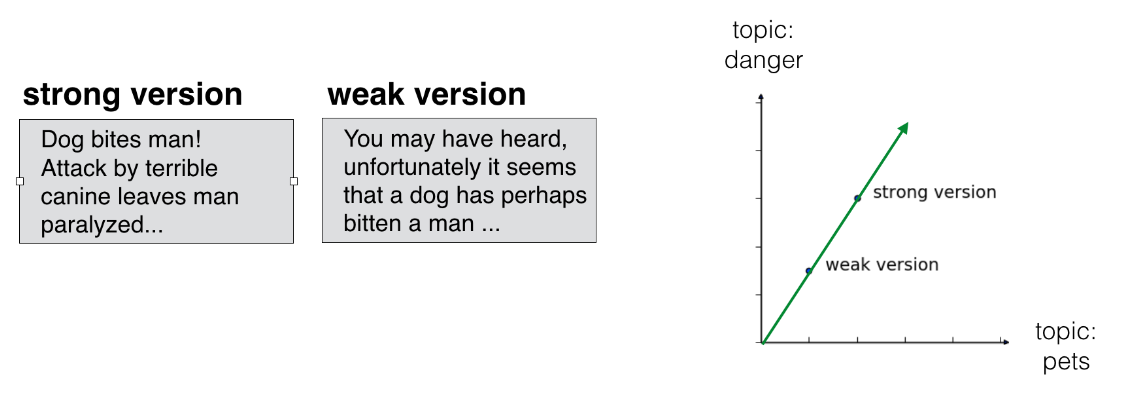 strong version
Dog bites man!
Attack by terrible
canine leaves man
paralyzed...
weak version
You may have heard,
unfortunately it seems
that a dog has perhaps
bitten a man ...
topic:
danger
strong version
weak version
topic:
pets